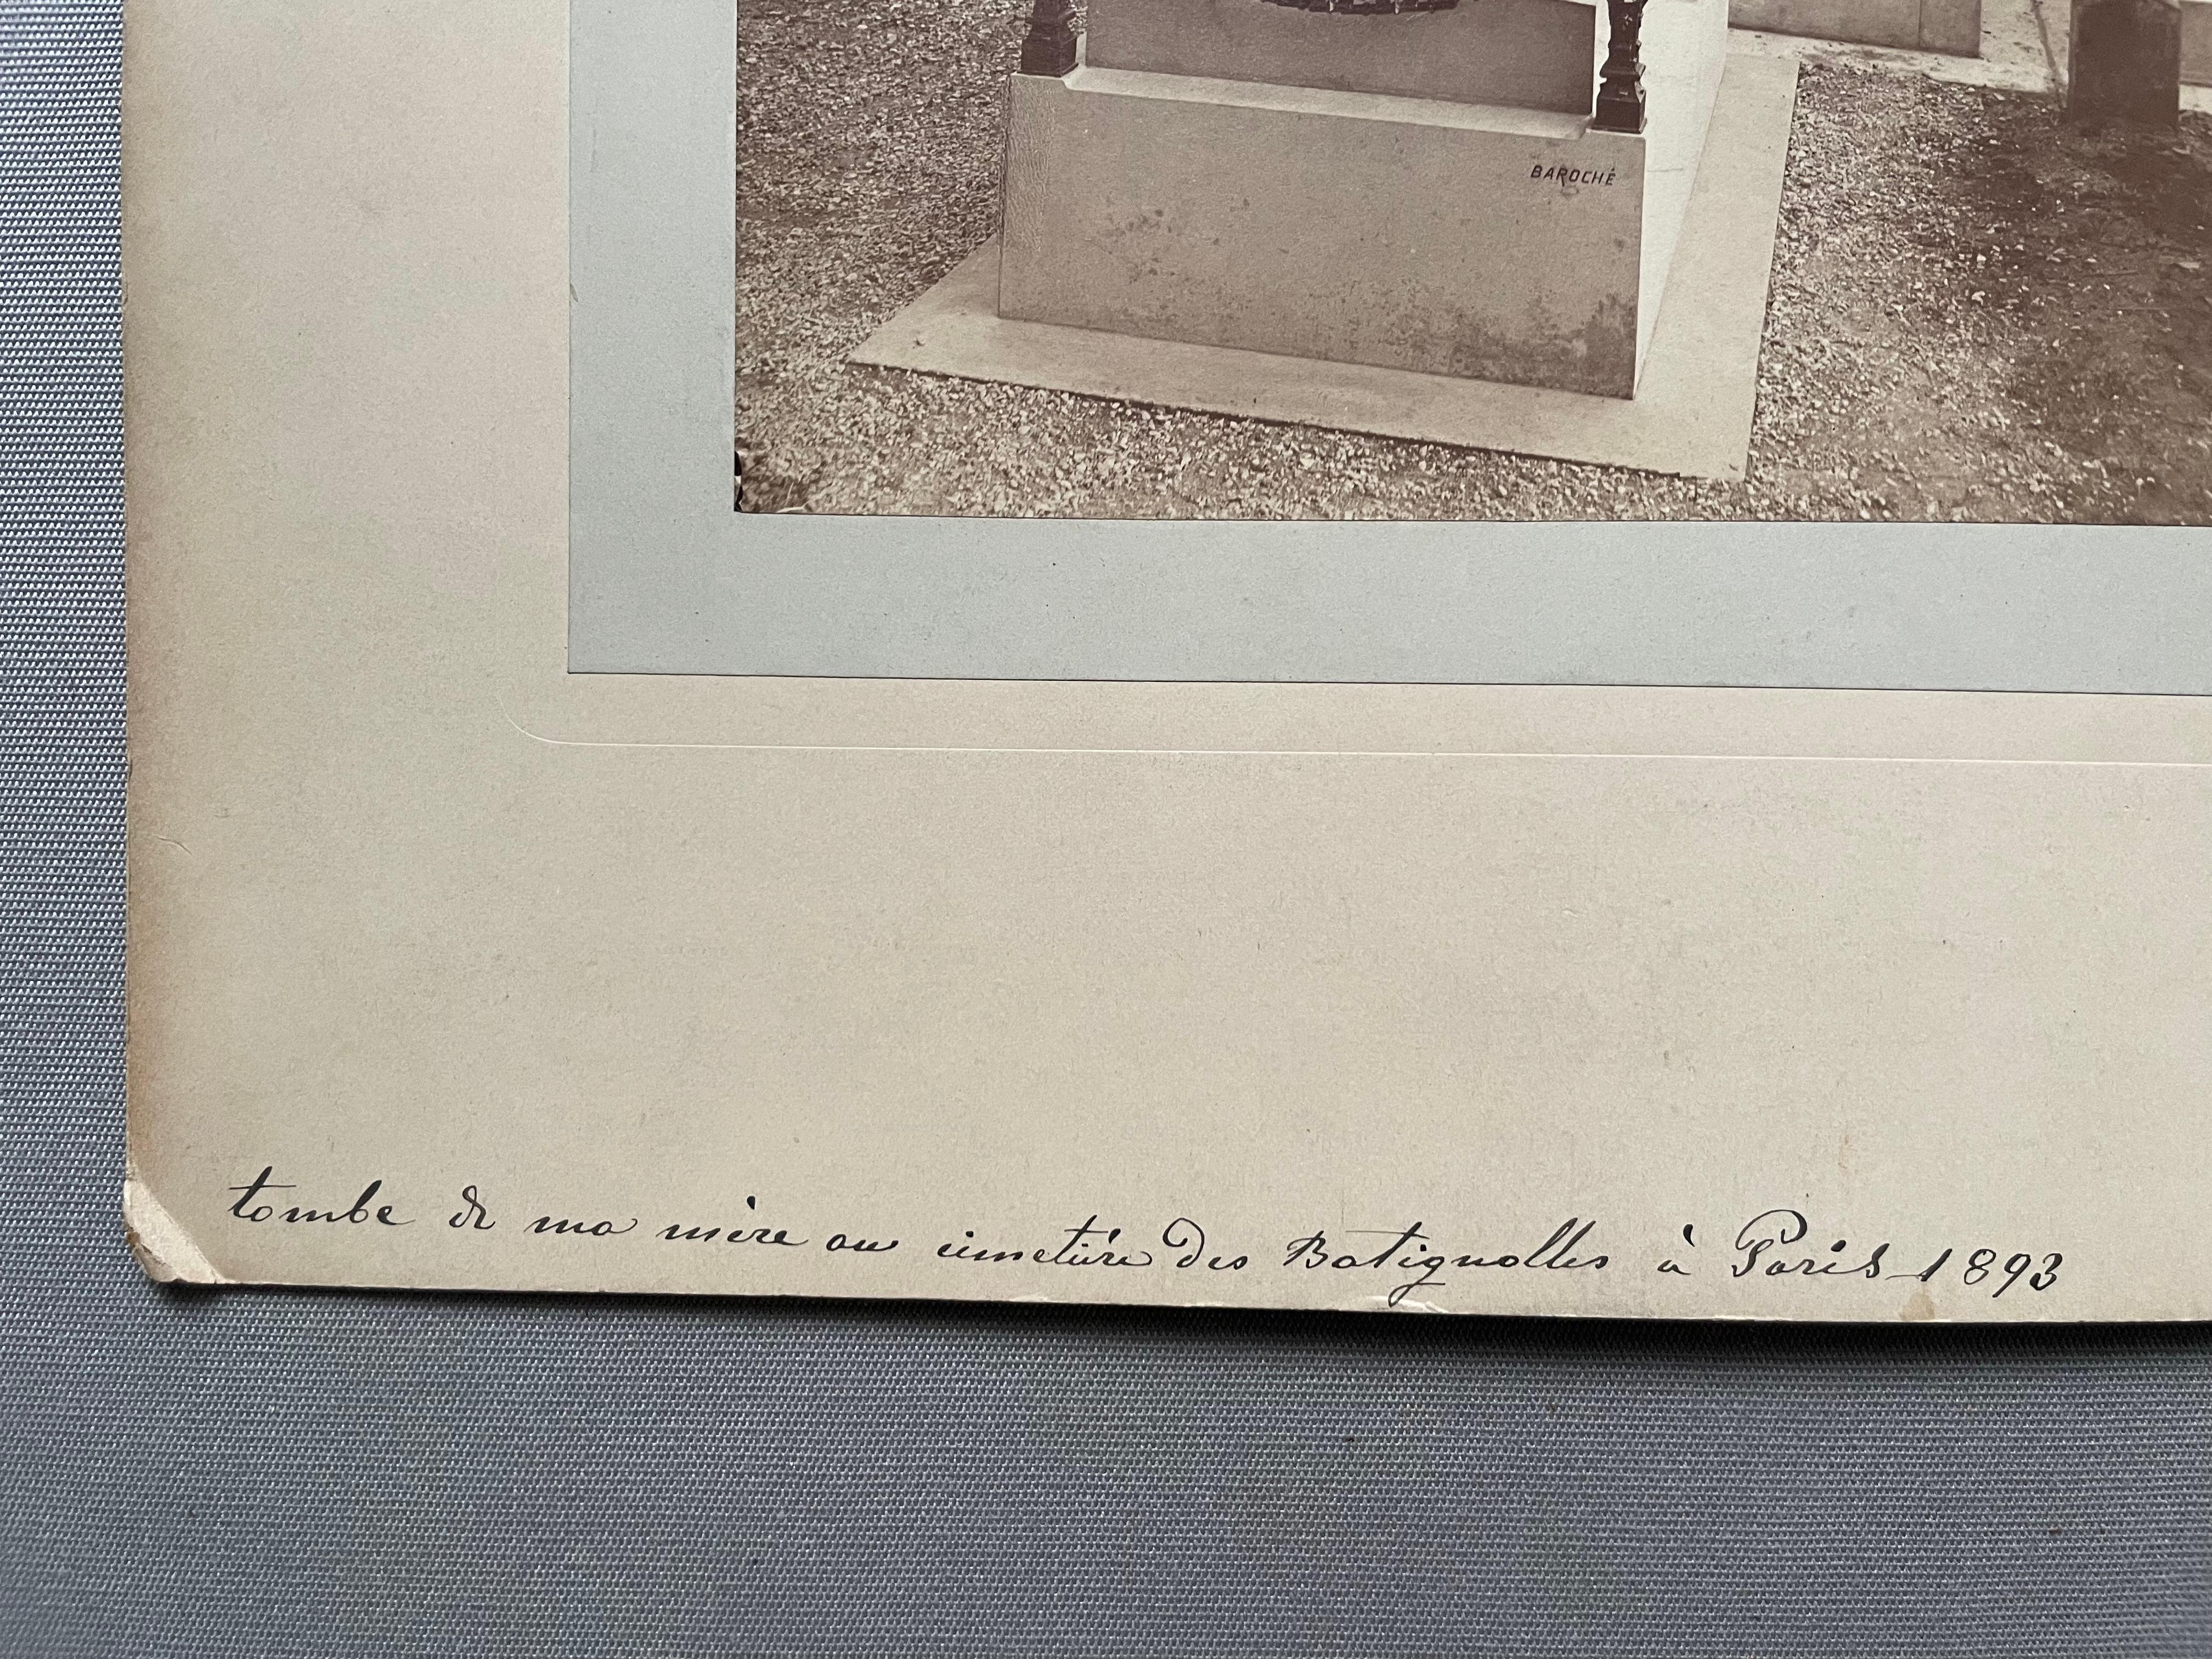 BAROCHÉ
tombe de ma mère au cimetière des Batignolles à Paris 1893